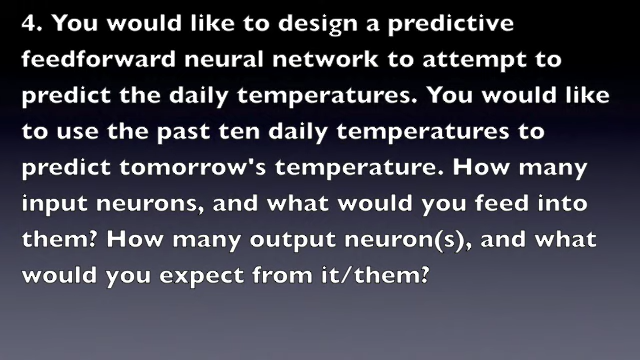 4. You would like to design a predictive
feedforward neural network to attempt to
predict the daily temperatures. You would like
to use the past ten daily temperatures to
predict tomorrow's temperature. How many
input neurons, and what would you feed into
them? How many output neuron(s), and what
would you expect from it/them?